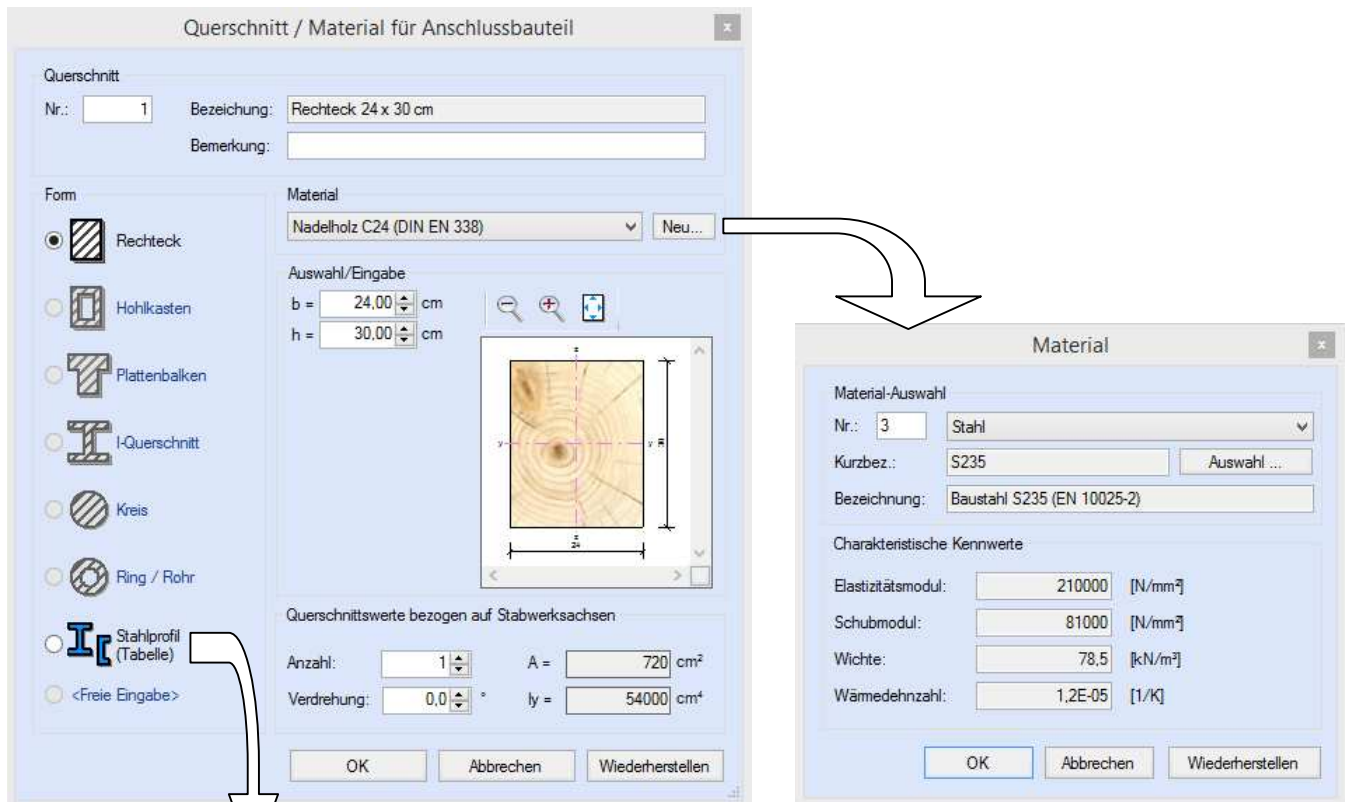 Querschnitt / Material für Anschlussbauteil
x
Querschnitt
Nr.: 1 Bezeichung: Rechteck 24 x 30 cm
Bemerkung:
Form
Rechteck
Hohlkasten
Plattenbalken
I-Querschnitt
Kreis
Ring / Rohr
Stahlprofil
(Tabelle)
<Freie Eingabe>
Material
Nadelholz C24 (DIN EN 338) Neu...
Auswahl/Eingabe
b = 24,00 cm
h = 30,00 cm
z
y y 30
z
24
Querschnittswerte bezogen auf Stabwerksachsen
Anzahl: 1 A = 720 cm²
Verdrehung: 0,0 ° Iy = 54000 cm⁴
OK Abbrechen Wiederherstellen
Material
x
Material-Auswahl
Nr.: 3 Stahl
Kurzbez.: S235 Auswahl ...
Bezeichnung: Baustahl S235 (EN 10025-2)
Charakteristische Kennwerte
Elastizitätsmodul: 210000 [N/mm²]
Schubmodul: 81000 [N/mm²]
Wichte: 78,5 [kN/m³]
Wärmedehnzahl: 1,2E-05 [1/K]
OK Abbrechen Wiederherstellen